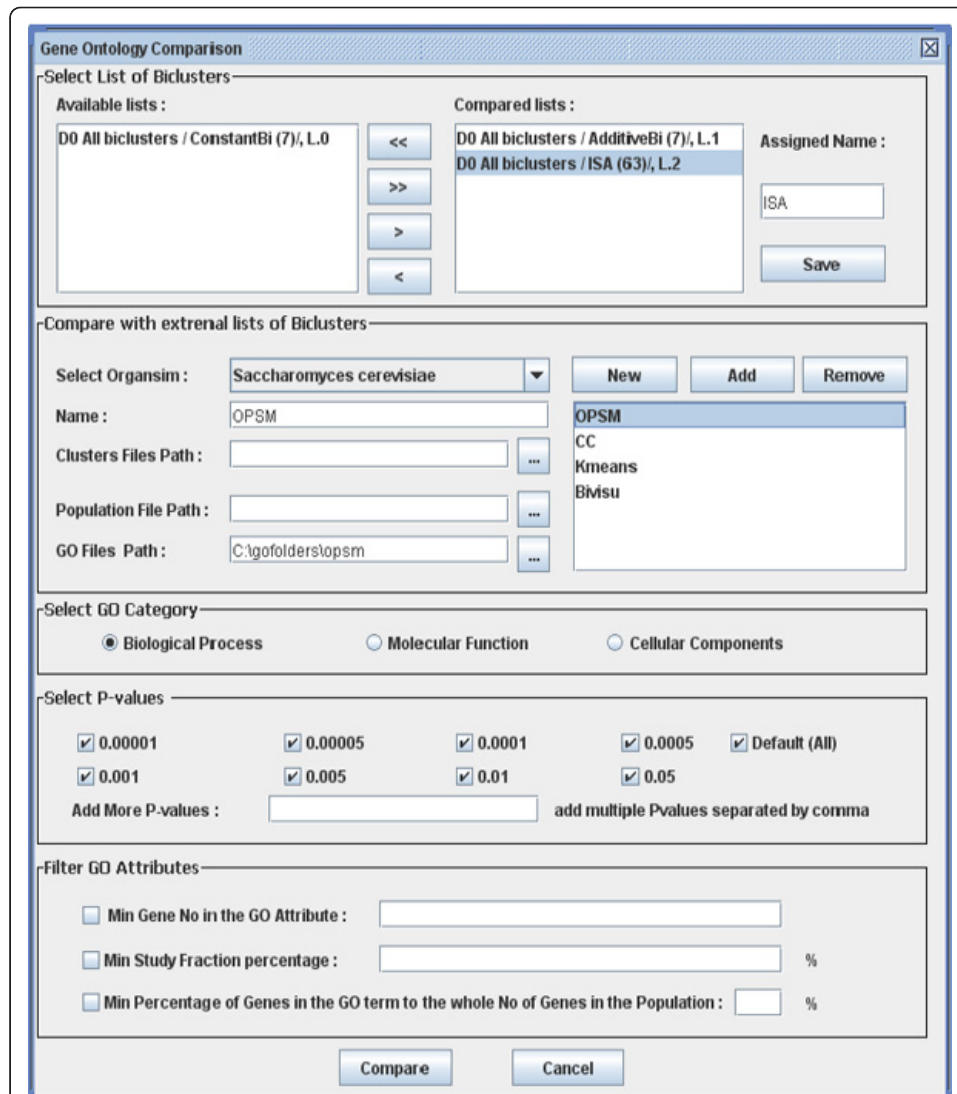 Gene Ontology Comparison
Select List of Biclusters
Available lists :
Compared lists :
D0 All biclusters / ConstantBi (7)/, L.0
<<
>>
>
<
D0 All biclusters / AdditiveBi (7)/, L.1
D0 All biclusters / ISA (63)/, L.2
Assigned Name :
ISA
Save
Compare with extrenal lists of Biclusters
Select Organsim :
Saccharomyces cerevisiae
New
Add
Remove
Name :
OPSM
Clusters Files Path :
...
Population File Path :
...
GO Files Path :
C:\gofolders\opsm
...
OPSM
CC
Kmeans
Bivisu
Select GO Category
Biological Process
Molecular Function
Cellular Components
Select P-values
0.00001
0.00005
0.0001
0.0005
Default (All)
0.001
0.005
0.01
0.05
Add More P-values :
add multiple Pvalues separated by comma
Filter GO Attributes
Min Gene No in the GO Attribute :
Min Study Fraction percentage :
%
Min Percentage of Genes in the GO term to the whole No of Genes in the Population :
%
Compare
Cancel